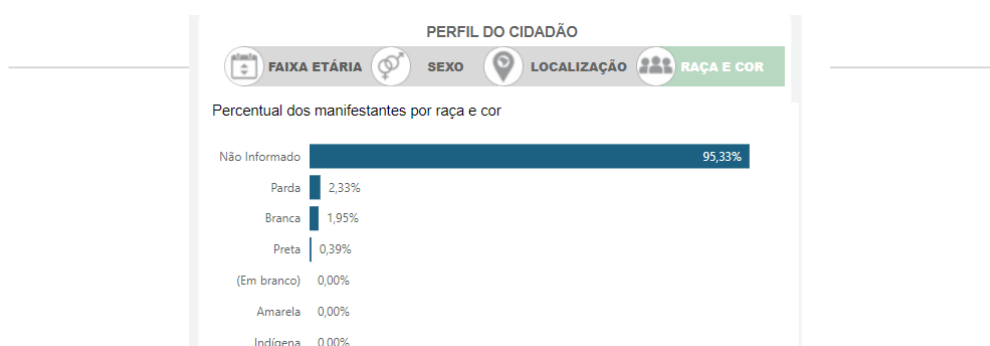 PERFIL DO CIDADÃO
FAIXA ETÁRIA SEXO LOCALIZAÇÃO RAÇA E COR
Percentual dos manifestantes por raça e cor
Não Informado 95,33%
Parda 2,33%
Branca 1,95%
Preta 0,39%
(Em branco) 0,00%
Amarela 0,00%
Indígena 0,00%